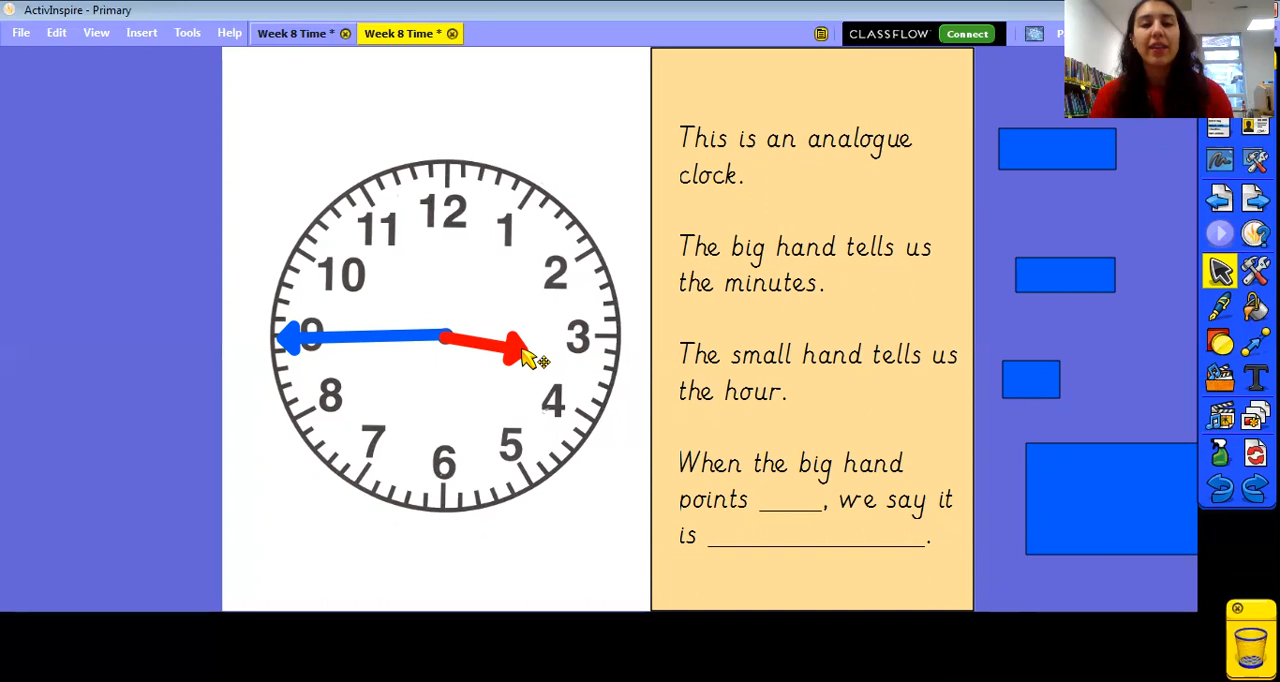 ActivInspire - Primary
File Edit View Insert Tools Help Week 8 Time * Week 8 Time * CLASSFLOW Connect
12
11 1
10 2
9 3
8 4
7 5
6
This is an analogue
clock.
The big hand tells us
the minutes.
The small hand tells us
the hour.
When the big hand
points _____, we say it
is _________________.